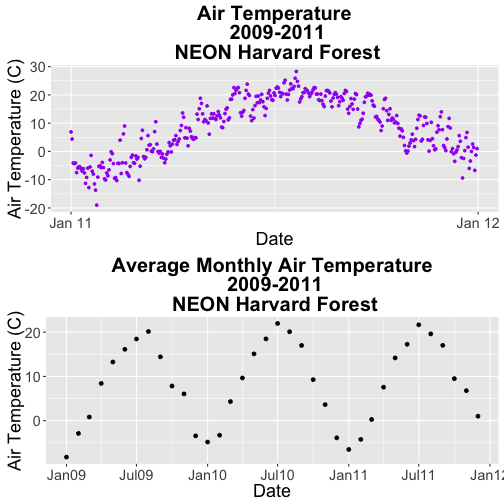 Air Temperature
2009-2011
NEON Harvard Forest
Air Temperature (C)
30
20
10
0
-10
-20
Jan 11
Jan 12
Date
Average Monthly Air Temperature
2009-2011
NEON Harvard Forest
Air Temperature (C)
20
10
0
Jan09
Jul09
Jan10
Jul10
Jan11
Jul11
Jan12
Date